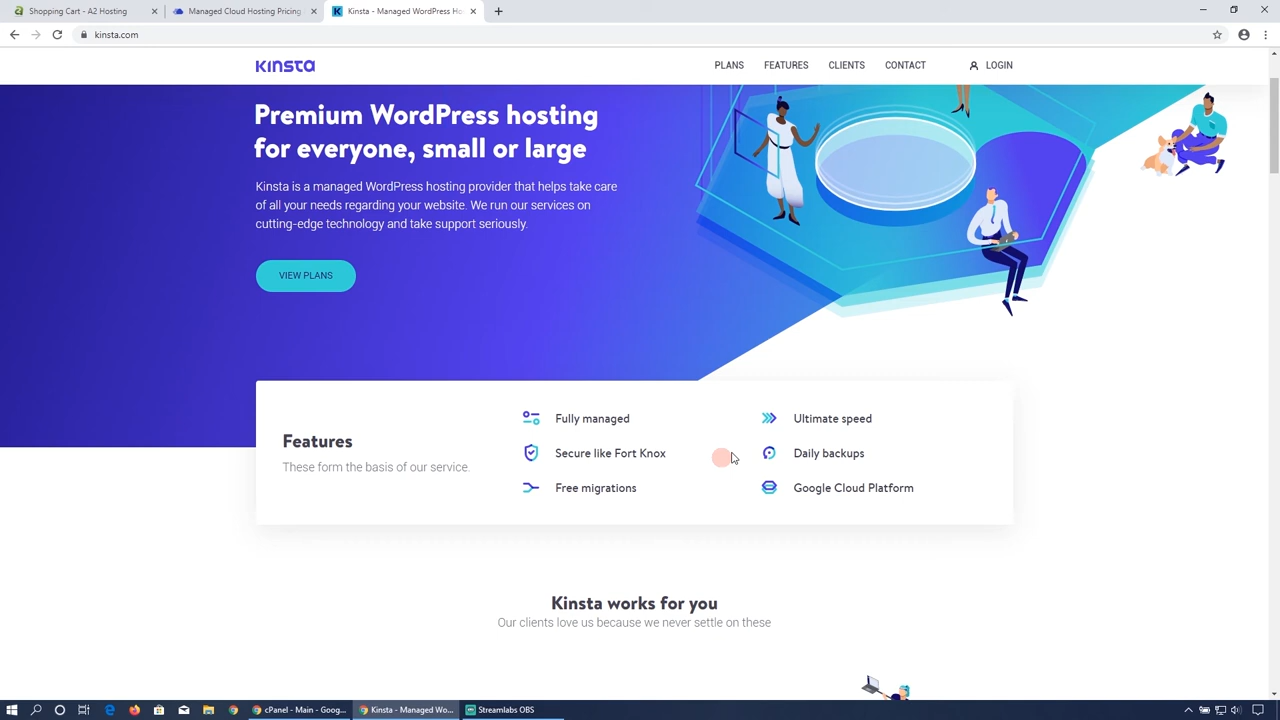 Shopping Cart - A2 Hosting
Managed Cloud Hosting Pricing
Kinsta - Managed WordPress Ho
kinsta.com
KINSTA
PLANS
FEATURES
CLIENTS
CONTACT
LOGIN
Premium WordPress hosting
for everyone, small or large
Kinsta is a managed WordPress hosting provider that helps take care
of all your needs regarding your website. We run our services on
cutting-edge technology and take support seriously.
VIEW PLANS
Features
These form the basis of our service.
Fully managed
Secure like Fort Knox
Free migrations
Ultimate speed
Daily backups
Google Cloud Platform
Kinsta works for you
Our clients love us because we never settle on these
cPanel - Main - Goog...
Kinsta - Managed Wo...
Streamlabs OBS